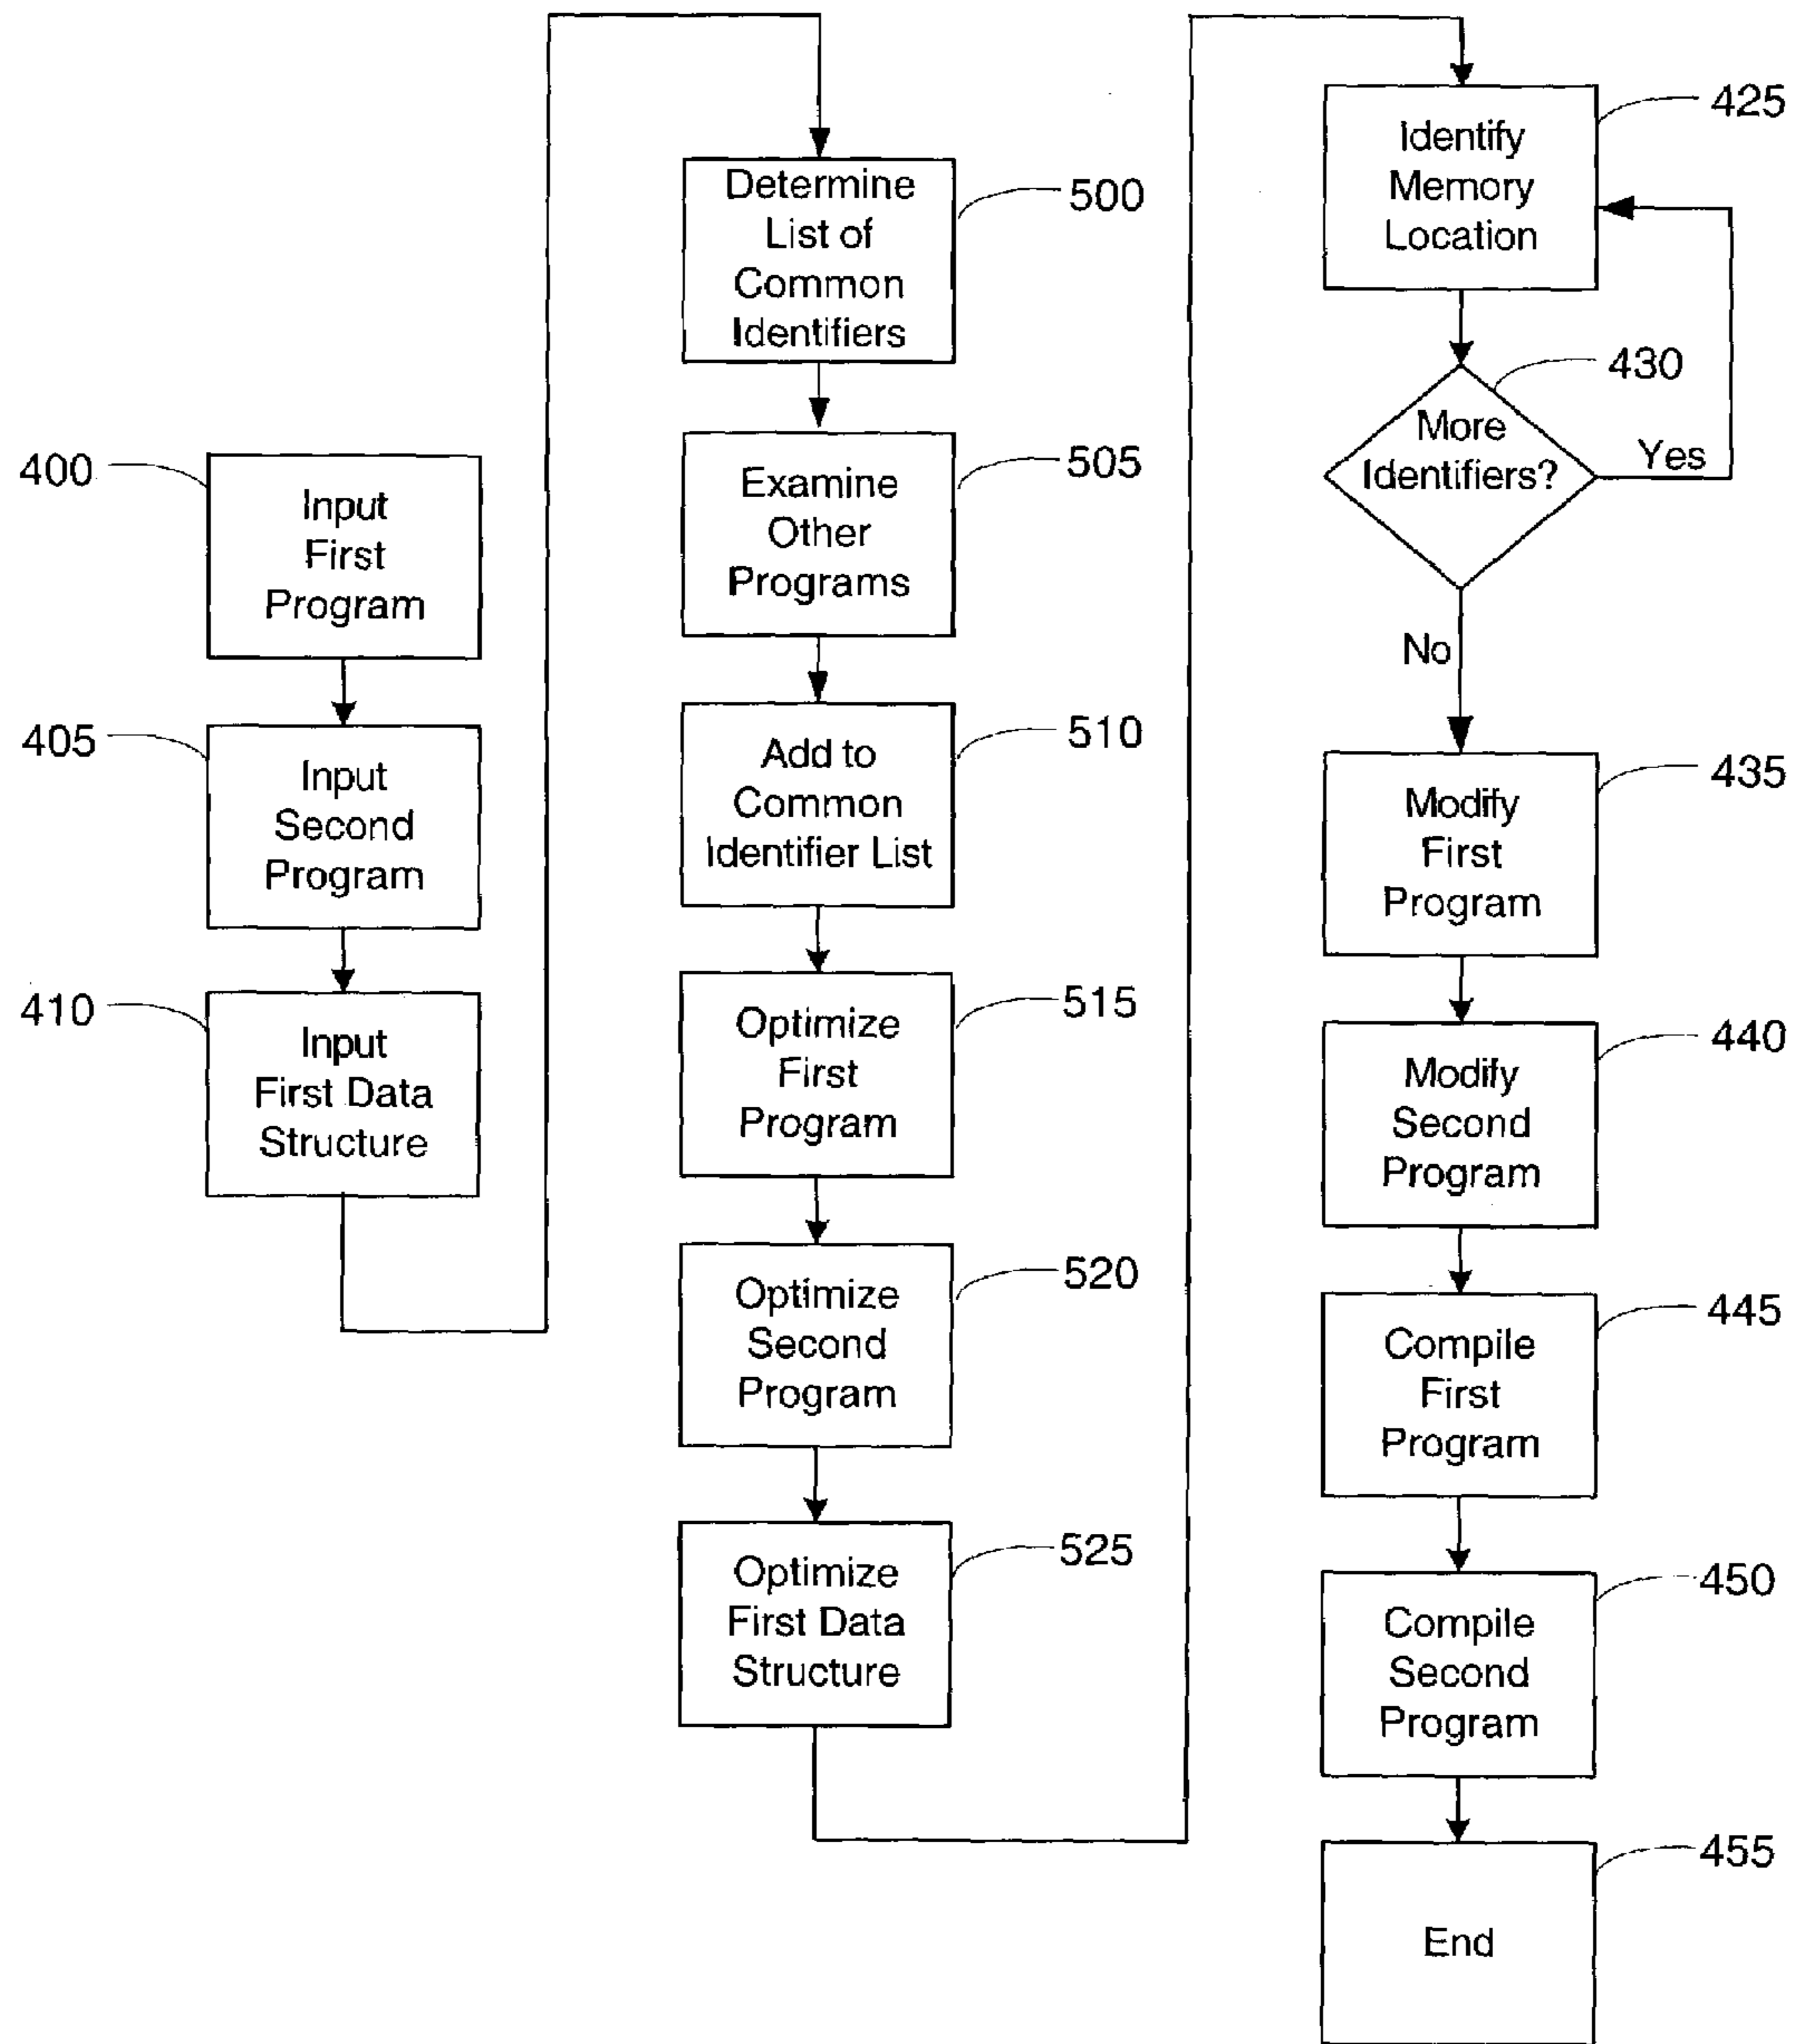 400
Input
First
Program
405
Input
Second
Program
410
Input
First Data
Structure
Determine
List of
Common
Identifiers
500
Examine
Other
Programs
505
Add to
Common
Identifier List
510
Optimize
First
Program
515
Optimize
Second
Program
520
Optimize
First Data
Structure
525
Identify
Memory
Location
425
More
Identifiers?
430
Yes
No
Modify
First
Program
435
Modify
Second
Program
440
Compile
First
Program
445
Compile
Second
Program
450
End
455